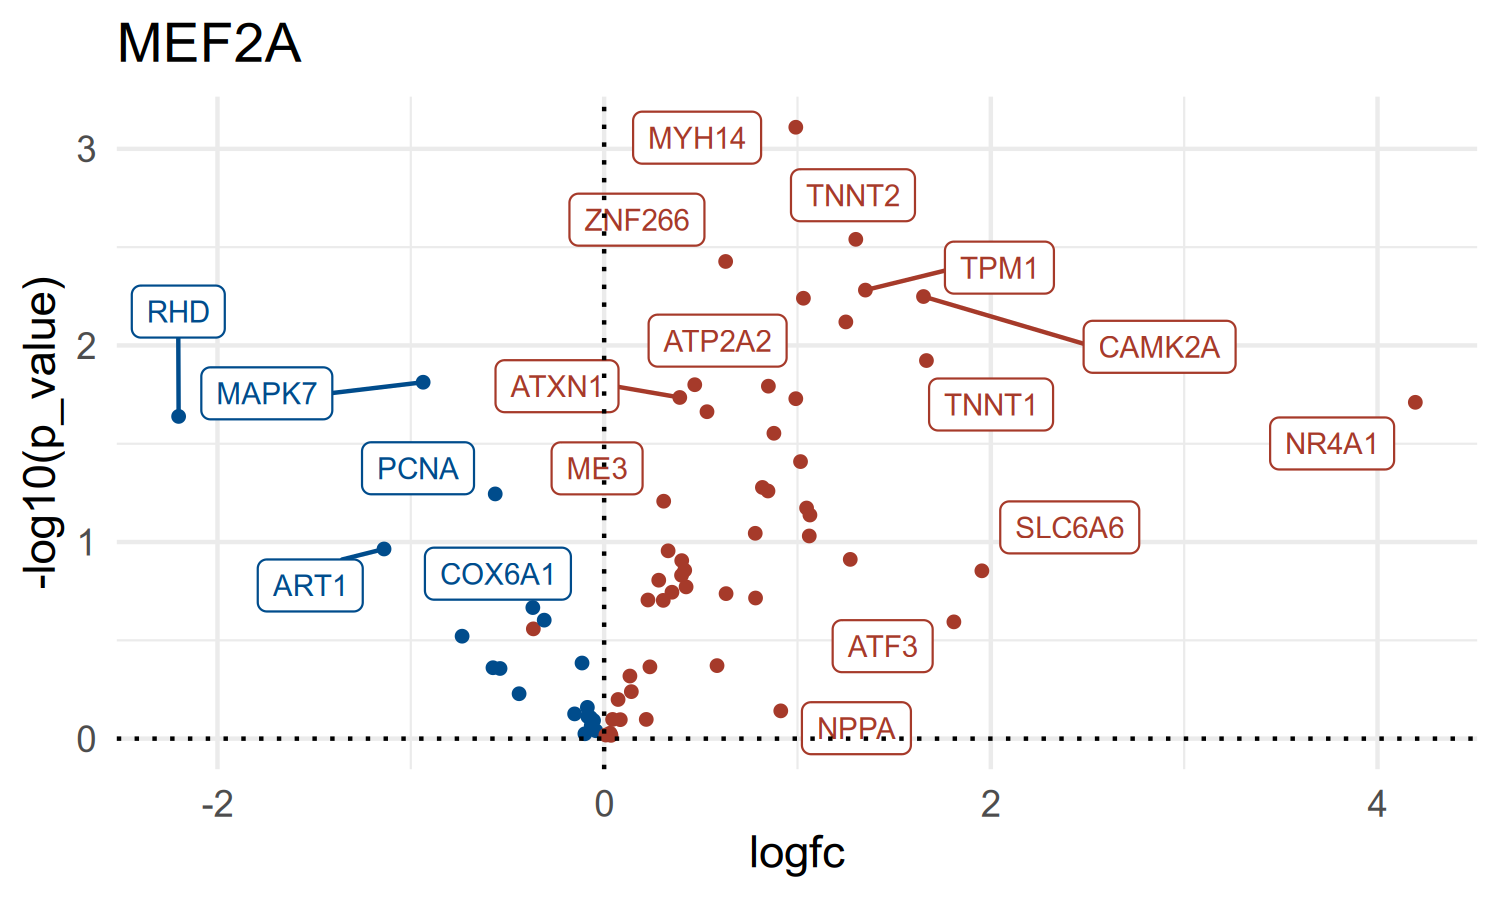 MEF2A
-log10(p_value)
3
2
1
0
MYH14
TNNT2
ZNF266
TPM1
RHD
ATP2A2
CAMK2A
MAPK7
ATXN1
TNNT1
NR4A1
PCNA
ME3
SLC6A6
ART1
COX6A1
ATF3
NPPA
-2
0
2
4
logfc